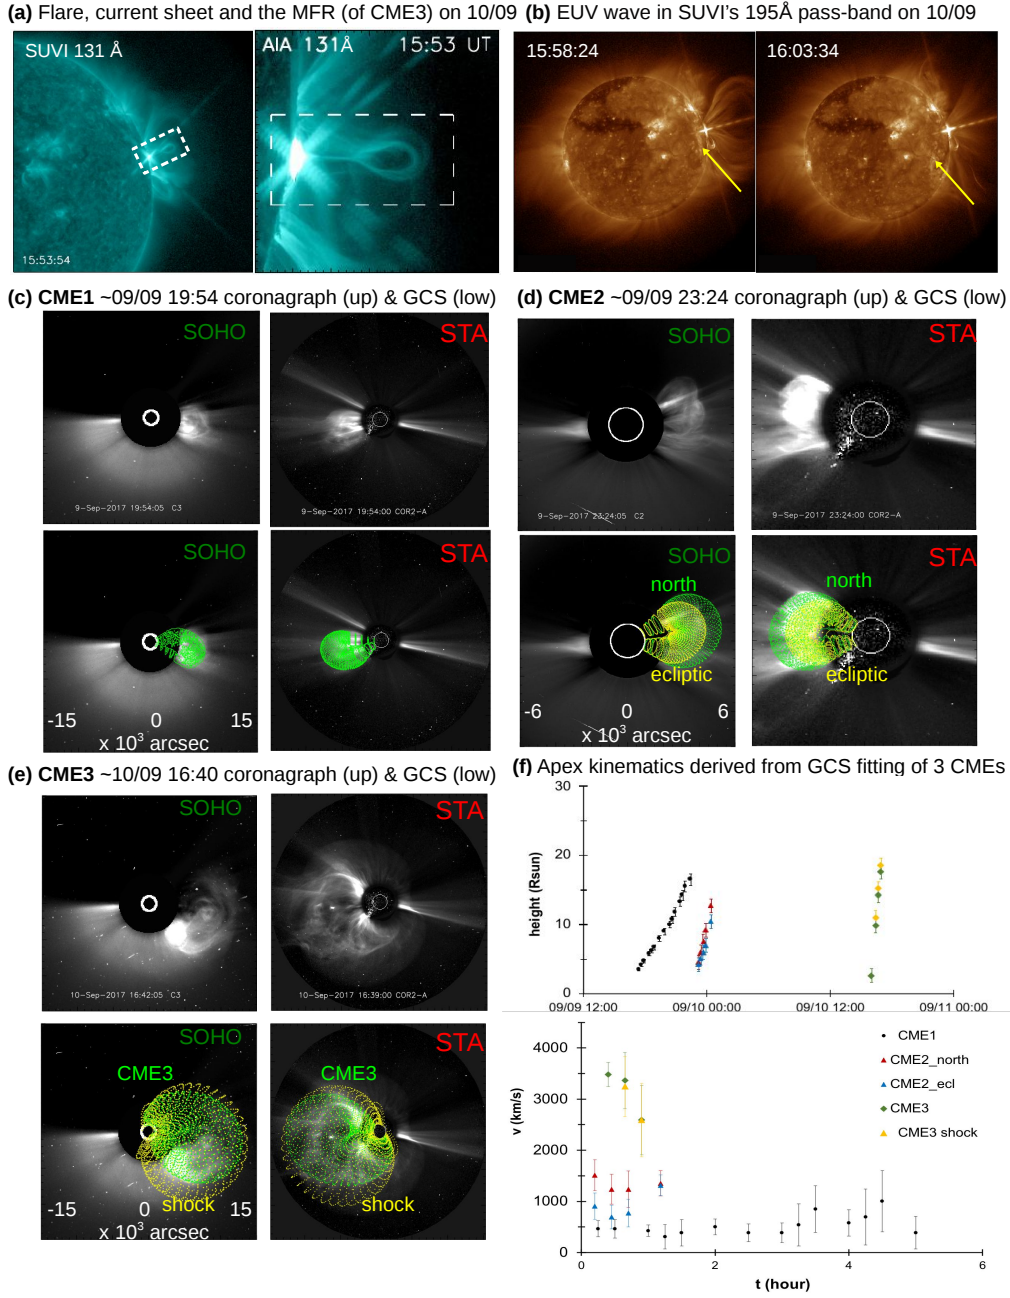 (a) Flare, current sheet and the MFR (of CME3) on 10/09
SUVI 131 Å
15:53:54
AIA 131Å 15:53 UT
(b) EUV wave in SUVI's 195Å pass-band on 10/09
15:58:24
16:03:34
(c) CME1 ~09/09 19:54 coronagraph (up) & GCS (low)
SOHO
9-Sep-2017 19:54:05 C3
STA
9-Sep-2017 19:54:00 COR2-A
SOHO
-15 0 15
x 10³ arcsec
STA
(d) CME2 ~09/09 23:24 coronagraph (up) & GCS (low)
SOHO
9-Sep-2017 23:24:05 C2
STA
9-Sep-2017 23:24:00 COR2-A
SOHO
north
ecliptic
-6 0 6
x 10³ arcsec
STA
north
ecliptic
(e) CME3 ~10/09 16:40 coronagraph (up) & GCS (low)
SOHO
10-Sep-2017 16:42:05 C3
STA
10-Sep-2017 16:39:00 COR2-A
SOHO
CME3
shock
-15 0 15
x 10³ arcsec
STA
CME3
shock
(f) Apex kinematics derived from GCS fitting of 3 CMEs
height (Rsun)
30
20
10
0
09/09 12:00 09/10 00:00 09/10 12:00 09/11 00:00
v (km/s)
4000
3000
2000
1000
0
0 2 4 6
t (hour)
CME1
CME2_north
CME2_ecl
CME3
CME3 shock